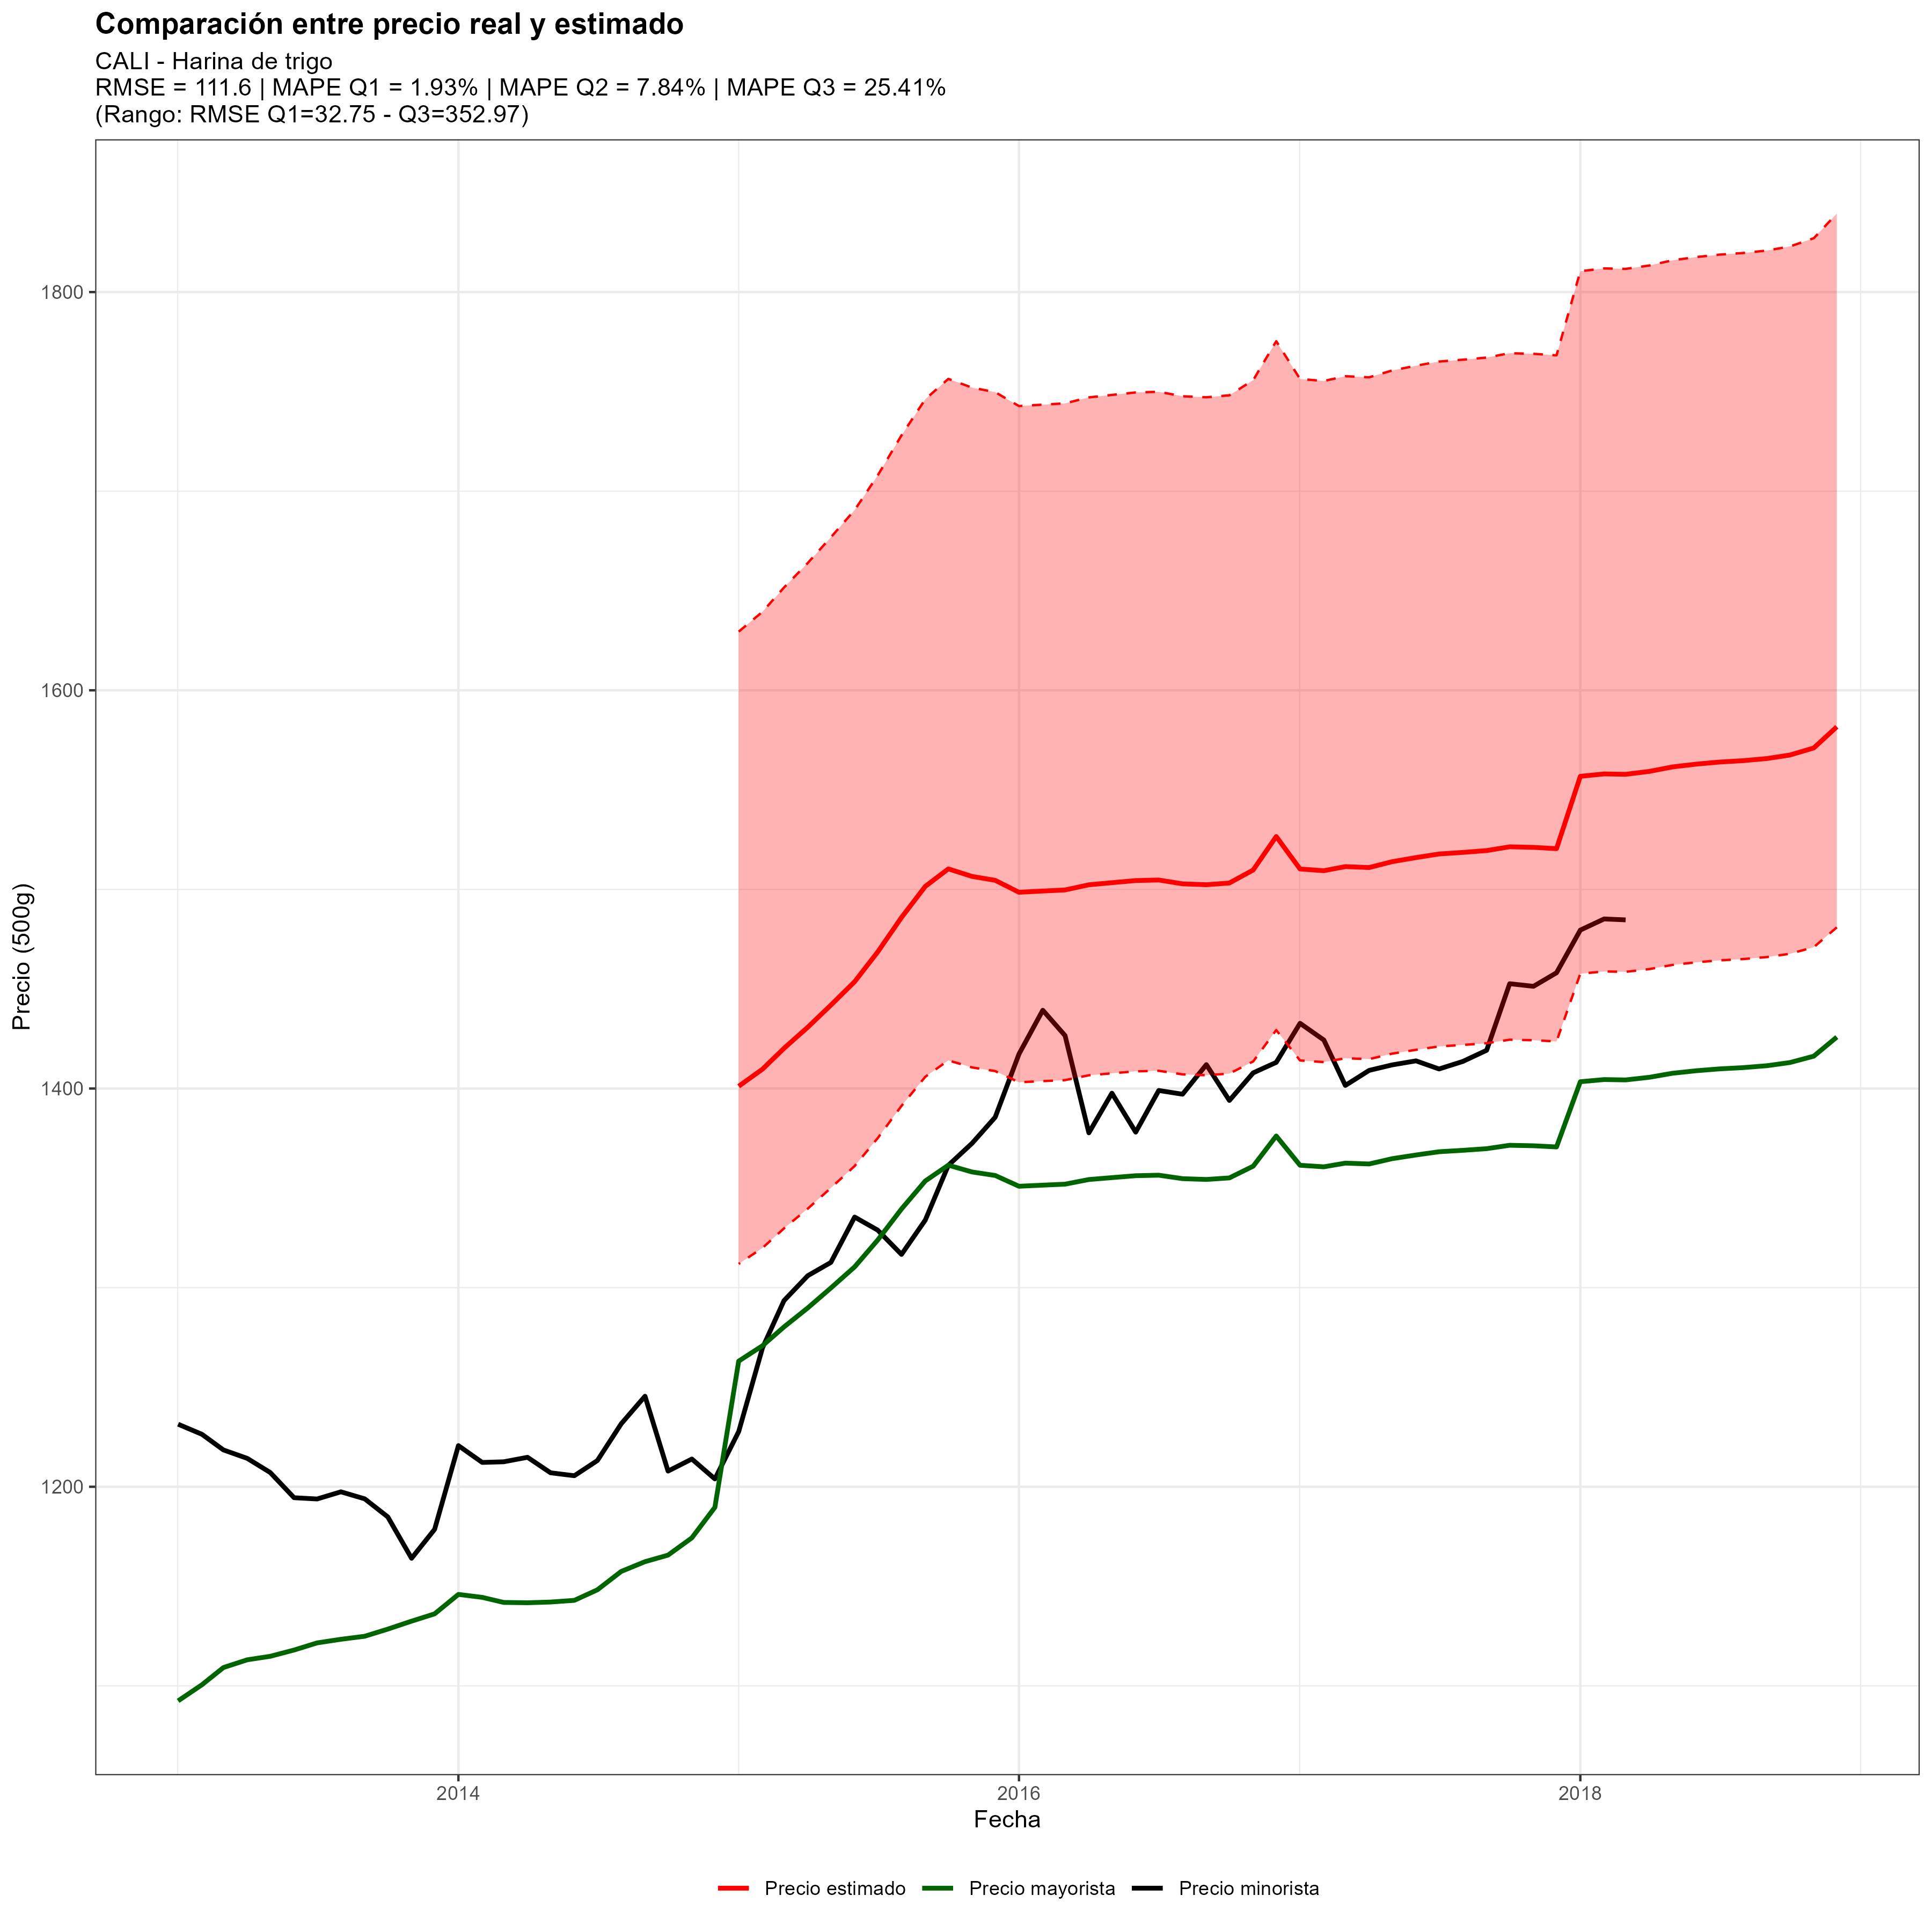 Comparación entre precio real y estimado
CALI - Harina de trigo
RMSE = 111.6 | MAPE Q1 = 1.93% | MAPE Q2 = 7.84% | MAPE Q3 = 25.41%
(Rango: RMSE Q1=32.75 - Q3=352.97)
1800
1600
1400
1200
Precio (500g)
2014 2016 2018
Fecha
Precio estimado Precio mayorista Precio minorista